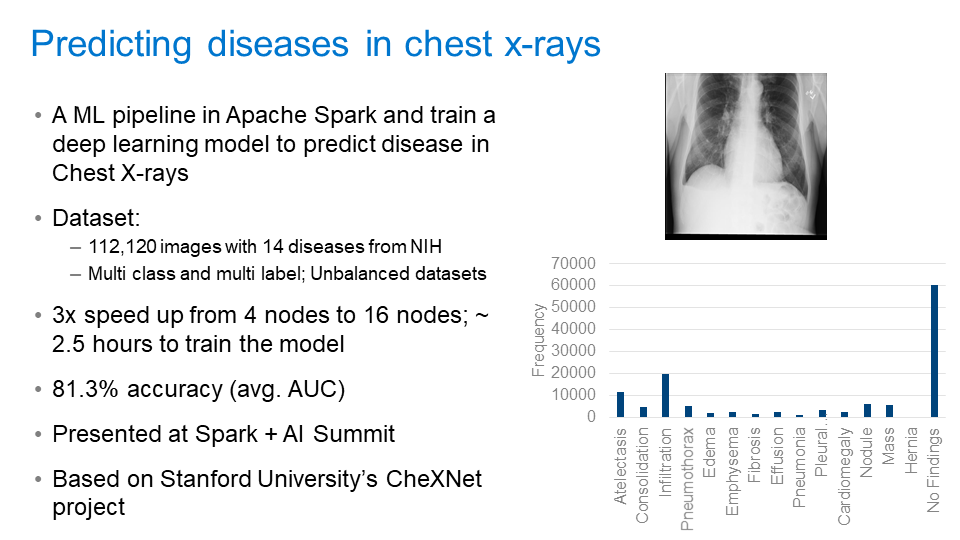 Predicting diseases in chest x-rays
• A ML pipeline in Apache Spark and train a
deep learning model to predict disease in
Chest X-rays
• Dataset:
– 112,120 images with 14 diseases from NIH
– Multi class and multi label; Unbalanced datasets
• 3x speed up from 4 nodes to 16 nodes; ~
2.5 hours to train the model
• 81.3% accuracy (avg. AUC)
• Presented at Spark + AI Summit
• Based on Stanford University’s CheXNet
project
70000
60000
50000
40000
30000
20000
10000
0
Frequency
Atelectasis
Consolidation
Infiltration
Pneumothorax
Edema
Emphysema
Fibrosis
Effusion
Pneumonia
Pleural…
Cardiomegaly
Nodule
Mass
Hernia
No Findings